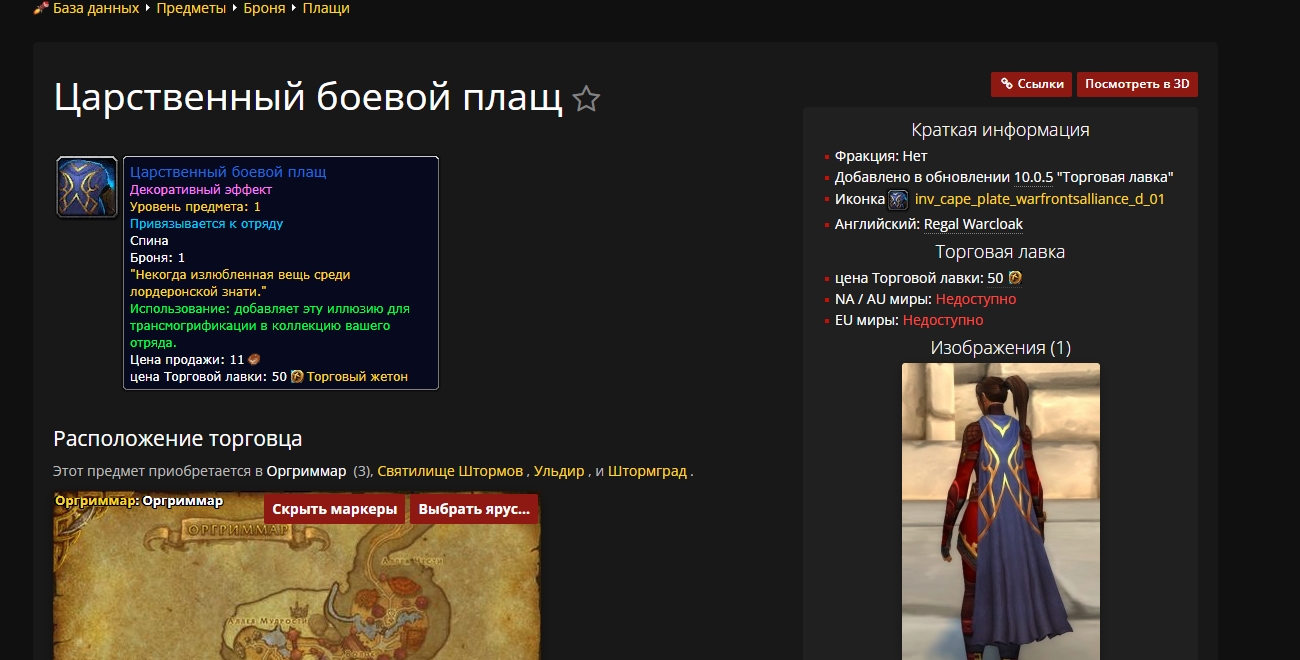 База данных ▸ Предметы ▸ Броня ▸ Плащи
Царственный боевой плащ
Ссылки
Посмотреть в 3D
Царственный боевой плащ
Декоративный эффект
Уровень предмета: 1
Привязывается к отряду
Спина
Броня: 1
"Некогда излюбленная вещь среди
лордеронской знати."
Использование: добавляет эту иллюзию для
трансмогрификации в коллекцию вашего
отряда.
Цена продажи: 11
цена Торговой лавки: 50 Торговый жетон
Краткая информация
Фракция: Нет
Добавлено в обновлении 10.0.5 "Торговая лавка"
Иконка inv_cape_plate_warfrontsalliance_d_01
Английский: Regal Warcloak
Торговая лавка
цена Торговой лавки: 50
NA / AU миры: Недоступно
EU миры: Недоступно
Изображения (1)
Расположение торговца
Этот предмет приобретается в Оргриммар (3), Святилище Штормов , Ульдир , и Штормград .
Оргриммар: Оргриммар
Скрыть маркеры
Выбрать ярус...
ОРГРИММАР
Аллея Чести
Аллея Мудрости